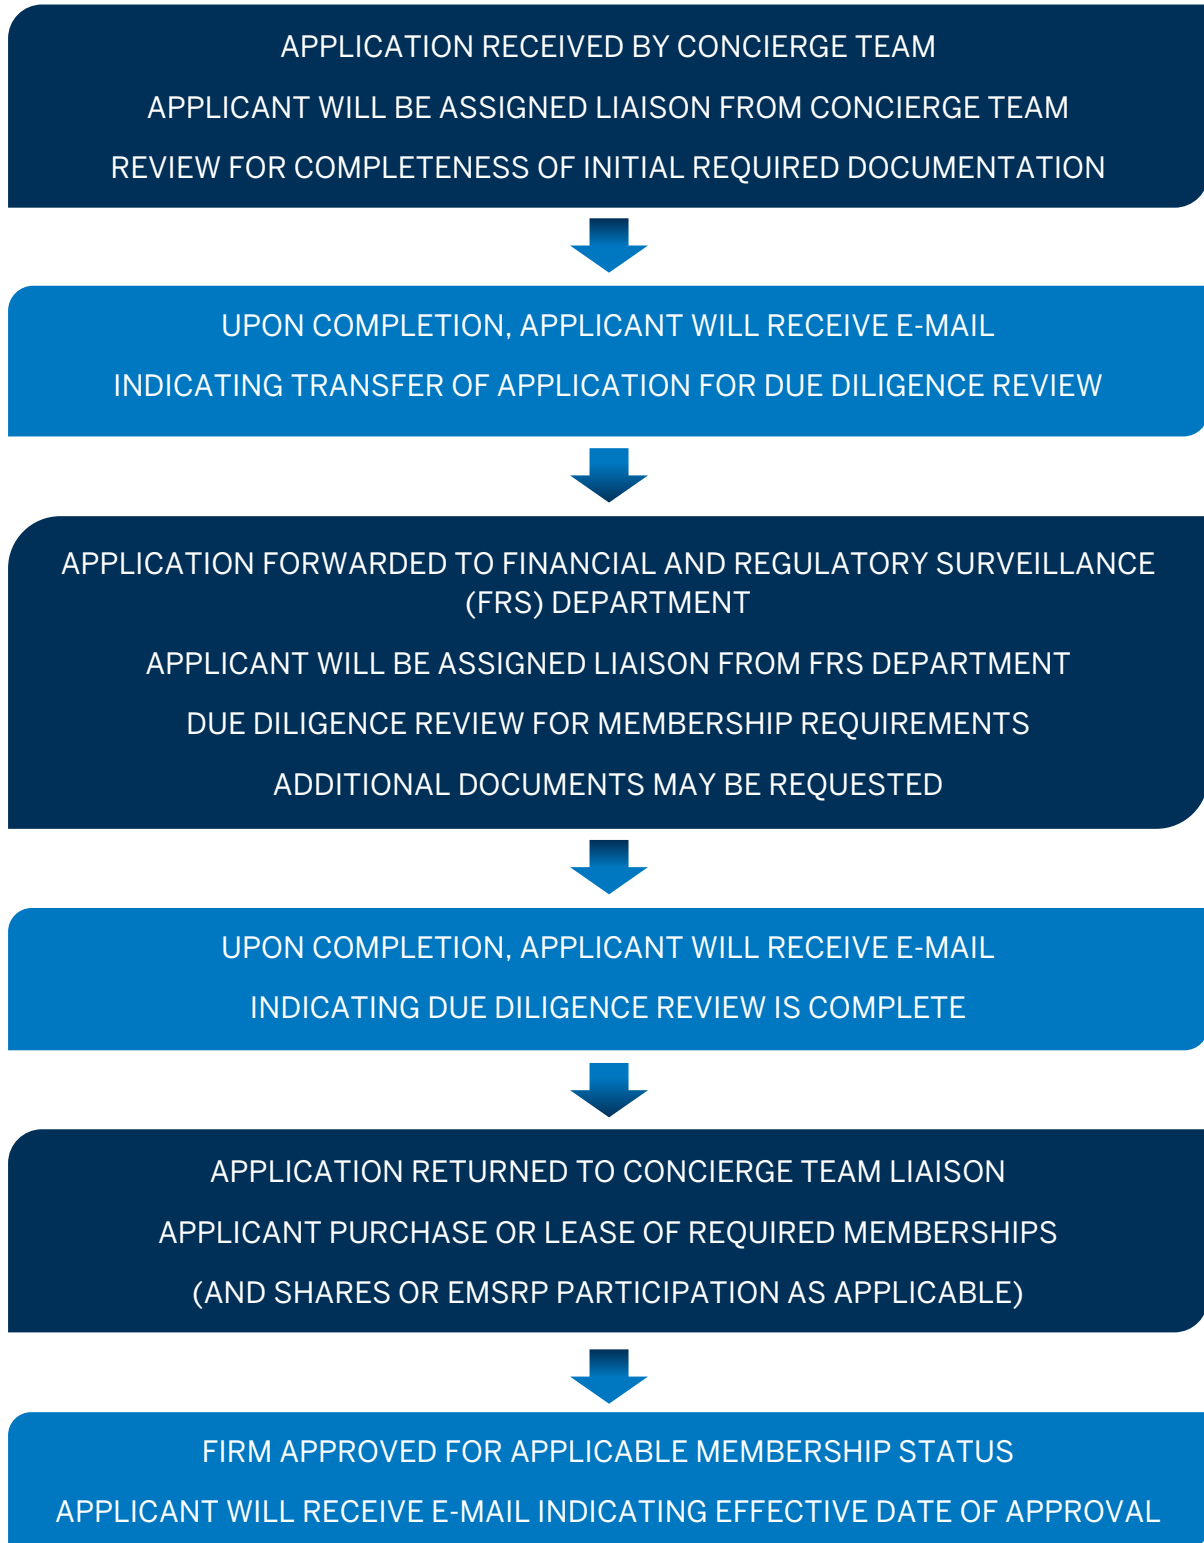 APPLICATION RECEIVED BY CONCIERGE TEAM
APPLICANT WILL BE ASSIGNED LIAISON FROM CONCIERGE TEAM
REVIEW FOR COMPLETENESS OF INITIAL REQUIRED DOCUMENTATION
UPON COMPLETION, APPLICANT WILL RECEIVE E-MAIL
INDICATING TRANSFER OF APPLICATION FOR DUE DILIGENCE REVIEW
APPLICATION FORWARDED TO FINANCIAL AND REGULATORY SURVEILLANCE
(FRS) DEPARTMENT
APPLICANT WILL BE ASSIGNED LIAISON FROM FRS DEPARTMENT
DUE DILIGENCE REVIEW FOR MEMBERSHIP REQUIREMENTS
ADDITIONAL DOCUMENTS MAY BE REQUESTED
UPON COMPLETION, APPLICANT WILL RECEIVE E-MAIL
INDICATING DUE DILIGENCE REVIEW IS COMPLETE
APPLICATION RETURNED TO CONCIERGE TEAM LIAISON
APPLICANT PURCHASE OR LEASE OF REQUIRED MEMBERSHIPS
(AND SHARES OR EMSRP PARTICIPATION AS APPLICABLE)
FIRM APPROVED FOR APPLICABLE MEMBERSHIP STATUS
APPLICANT WILL RECEIVE E-MAIL INDICATING EFFECTIVE DATE OF APPROVAL